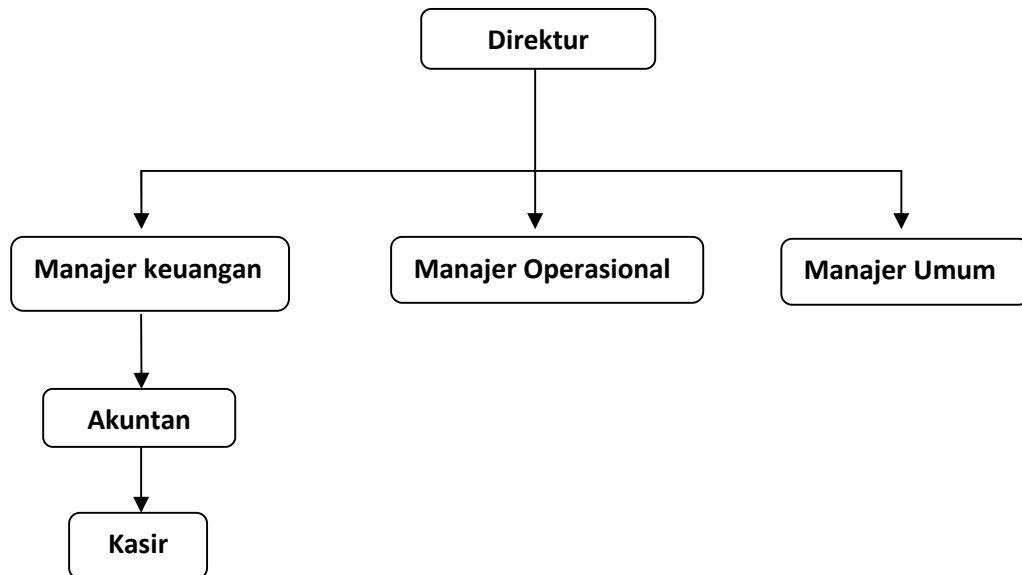 Direktur
Manajer keuangan
Manajer Operasional
Manajer Umum
Akuntan
Kasir